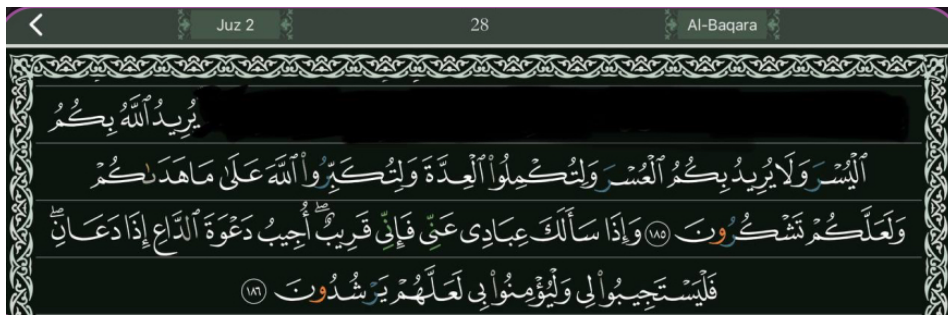 Juz 2 28 Al-Baqara
يُرِيدُ ٱللَّهُ بِكُمُ
ٱلْيُسْرَ وَلَا يُرِيدُ بِكُمُ ٱلْعُسْرَ وَلِتُكْمِلُوا۟ ٱلْعِدَّةَ وَلِتُكَبِّرُوا۟ ٱللَّهَ عَلَىٰ مَا هَدَىٰكُمْ
وَلَعَلَّكُمْ تَشْكُرُونَ ١٨٥ وَإِذَا سَأَلَكَ عِبَادِى عَنِّى فَإِنِّى قَرِيبٌ ۖ أُجِيبُ دَعْوَةَ ٱلدَّاعِ إِذَا دَعَانِ ۖ
فَلْيَسْتَجِيبُوا۟ لِى وَلْيُؤْمِنُوا۟ بِى لَعَلَّهُمْ يَرْشُدُونَ ١٨٦